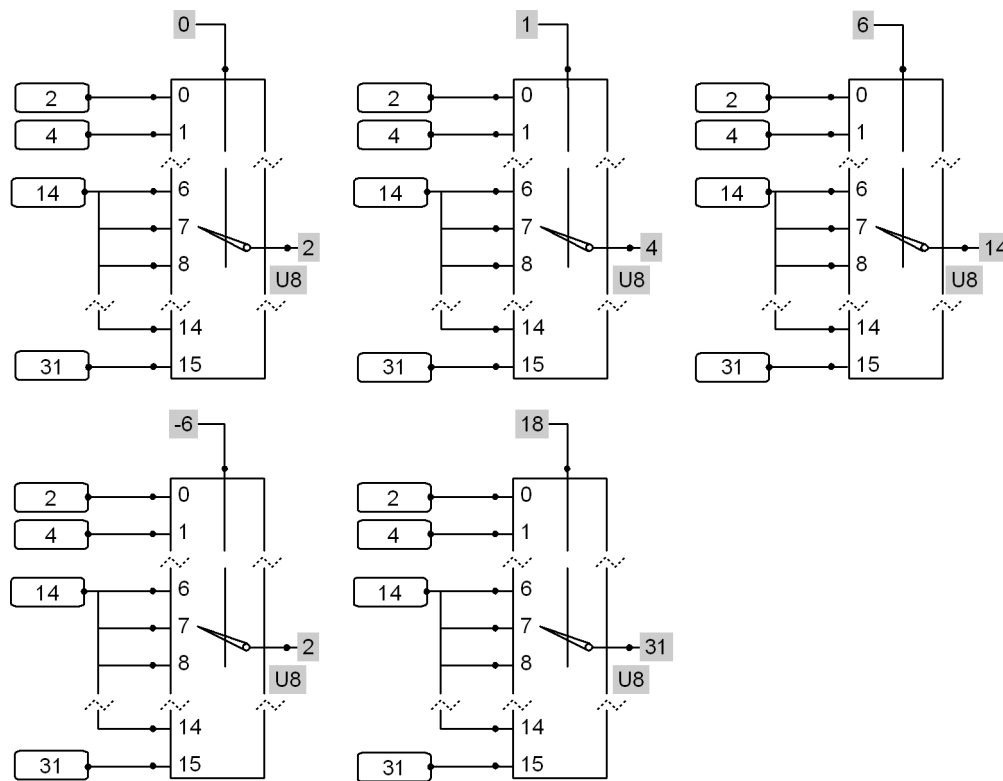 0 1 6
2 0 2 0 2 0
4 1 4 1 4 1
14 6 14 6 14 6
7 7 7
2 4 14
8 8 8
U8 U8 U8
14 14 14
31 15 31 15 31 15
-6 18
2 0 2 0
4 1 4 1
14 6 14 6
7 7
2 31
8 8
U8 U8
14 14
31 15 31 15